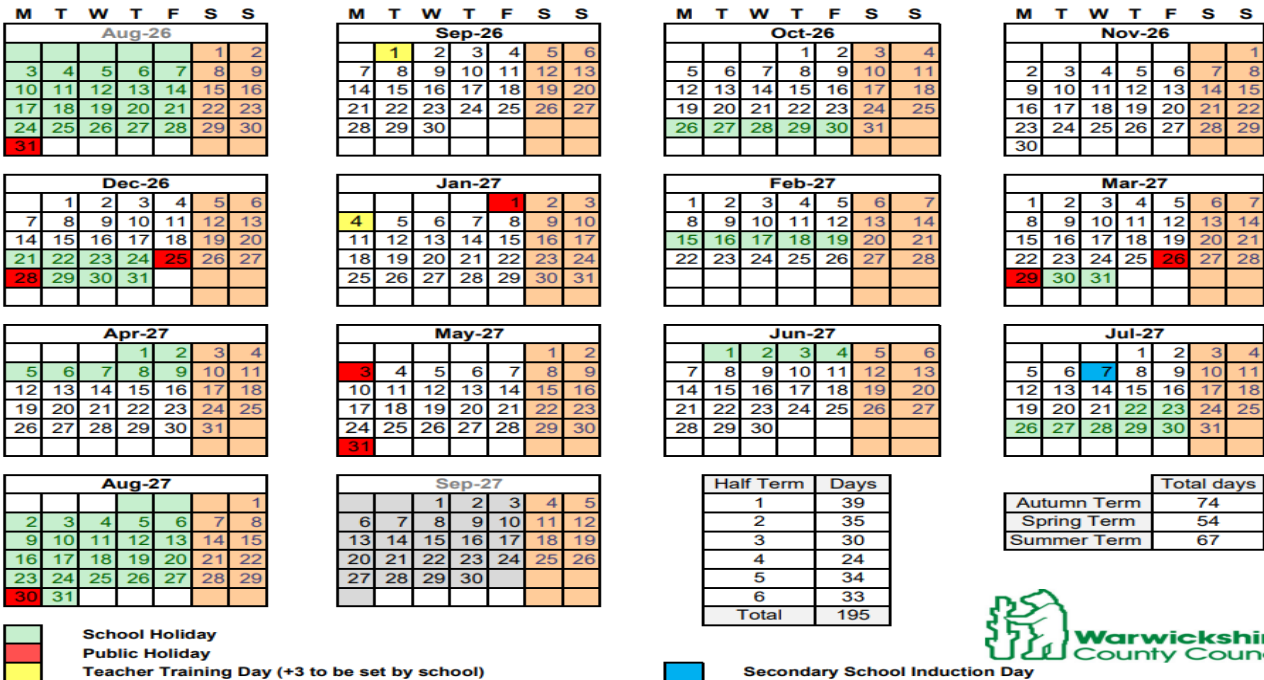 M T W T F S S M T W T F S S M T W T F S S M T W T F S S
Aug-26 Sep-26 Oct-26 Nov-26
1 2 1 2 3 4 5 6 1 2 3 4 1
3 4 5 6 7 8 9 7 8 9 10 11 12 13 5 6 7 8 9 10 11 2 3 4 5 6 7 8
10 11 12 13 14 15 16 14 15 16 17 18 19 20 12 13 14 15 16 17 18 9 10 11 12 13 14 15
17 18 19 20 21 22 23 21 22 23 24 25 26 27 19 20 21 22 23 24 25 16 17 18 19 20 21 22
24 25 26 27 28 29 30 28 29 30 26 27 28 29 30 31 23 24 25 26 27 28 29
31 30
Dec-26 Jan-27 Feb-27 Mar-27
1 2 3 4 5 6 1 2 3 1 2 3 4 5 6 7 1 2 3 4 5 6 7
7 8 9 10 11 12 13 4 5 6 7 8 9 10 8 9 10 11 12 13 14 8 9 10 11 12 13 14
14 15 16 17 18 19 20 11 12 13 14 15 16 17 15 16 17 18 19 20 21 15 16 17 18 19 20 21
21 22 23 24 25 26 27 18 19 20 21 22 23 24 22 23 24 25 26 27 28 22 23 24 25 26 27 28
28 29 30 31 25 26 27 28 29 30 31 29 30 31
Apr-27 May-27 Jun-27 Jul-27
1 2 3 4 1 2 1 2 3 4 5 6 1 2 3 4
5 6 7 8 9 10 11 3 4 5 6 7 8 9 7 8 9 10 11 12 13 5 6 7 8 9 10 11
12 13 14 15 16 17 18 10 11 12 13 14 15 16 14 15 16 17 18 19 20 12 13 14 15 16 17 18
19 20 21 22 23 24 25 17 18 19 20 21 22 23 21 22 23 24 25 26 27 19 20 21 22 23 24 25
26 27 28 29 30 31 24 25 26 27 28 29 30 28 29 30 26 27 28 29 30 31
31
Aug-27 Sep-27 Half Term Days Total days
1 1 2 3 4 5 1 39 Autumn Term 74
2 3 4 5 6 7 8 6 7 8 9 10 11 12 2 35 Spring Term 54
9 10 11 12 13 14 15 13 14 15 16 17 18 19 3 30 Summer Term 67
16 17 18 19 20 21 22 20 21 22 23 24 25 26 4 24
23 24 25 26 27 28 29 27 28 29 30 5 34
30 31 6 33
Total 195
School Holiday
Public Holiday
Teacher Training Day (+3 to be set by school)
Secondary School Induction Day
Warwickshi
County Counc